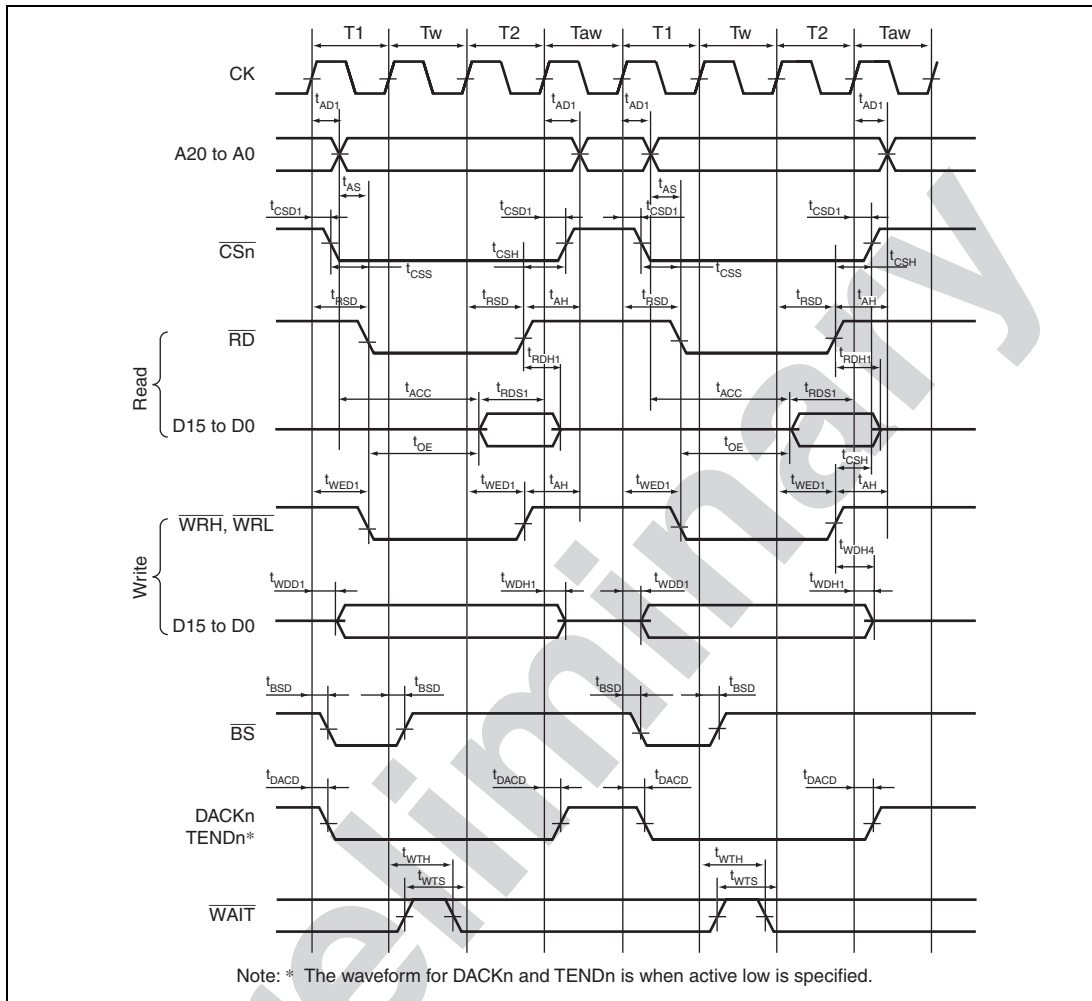 T1 Tw T2 Taw T1 Tw T2 Taw
CK
tAD1 tAD1 tAD1 tAD1
A20 to A0
tAS tAS
tCSD1 tCSD1 tCSD1 tCSD1
CSn
tCSS tCSH tCSS tCSH
tRSD tRSD tAH tRSD tRSD tAH
RD
tRDH1 tRDH1
Read
tACC tRDS1 tACC tRDS1
D15 to D0
tOE tOE tCSH
tWED1 tWED1 tAH tWED1 tWED1 tAH
WRH, WRL
tWDH4
Write
tWDD1 tWDH1 tWDD1 tWDH1
D15 to D0
tBSD tBSD tBSD tBSD
BS
tDACD tDACD tDACD tDACD
DACKn
TENDn*
tWTH tWTH
tWTS tWTS
WAIT
Note: * The waveform for DACKn and TENDn is when active low is specified.
eliminary